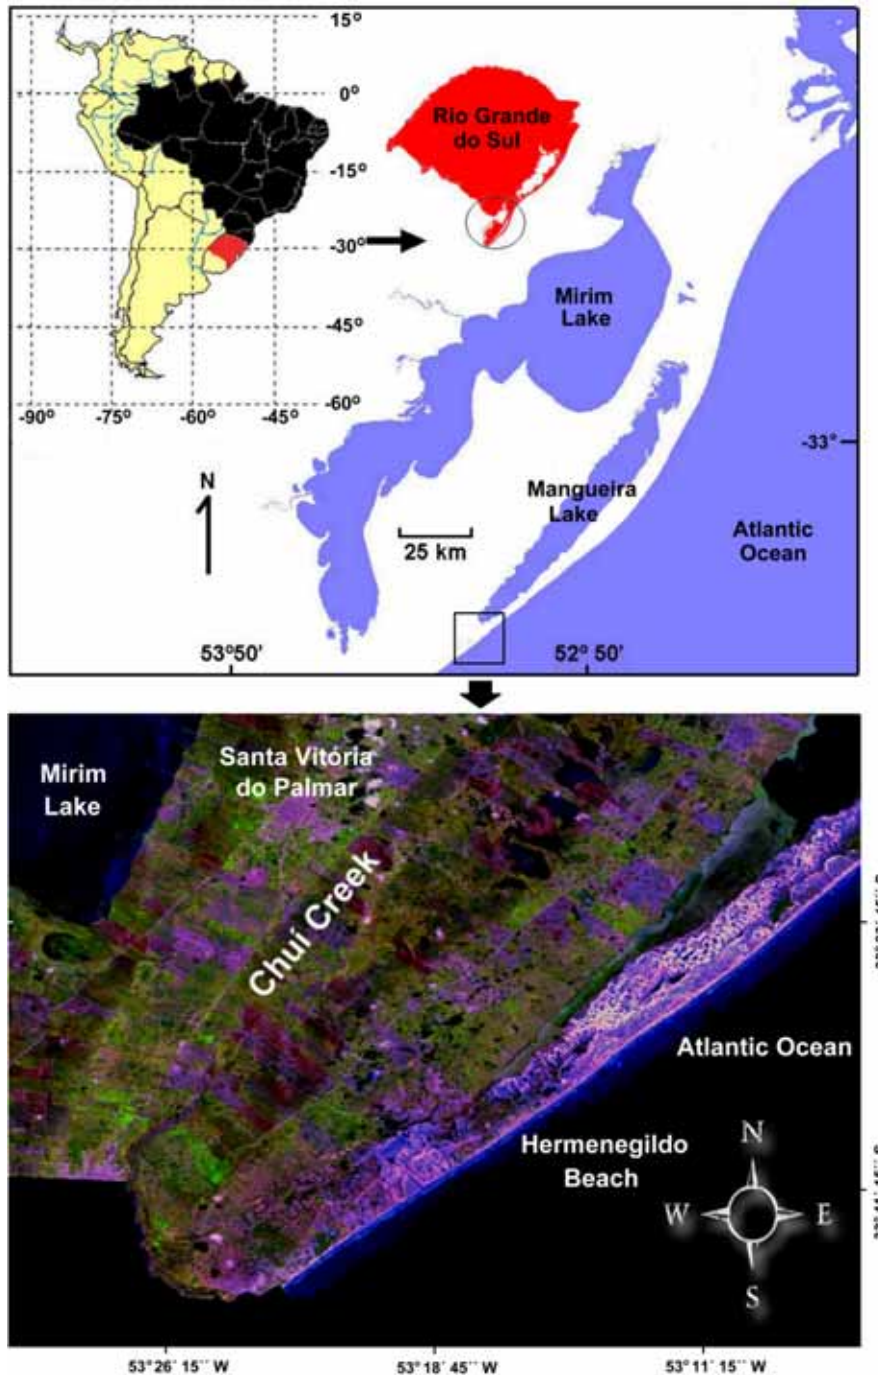 15°
0°
-15°
-30°
-45°
-60°
-90°
-75°
-60°
-45°
Rio Grande
do Sul
Mirim
Lake
-33°
N
Mangueira
Lake
25 km
Atlantic
Ocean
53°50'
52° 50'
Mirim
Lake
Santa Vitória
do Palmar
Chuí Creek
Atlantic Ocean
Hermenegildo
Beach
N
W
E
S
53°26´ 15´´ W
53°18´45´´ W
53°11´15´´ W